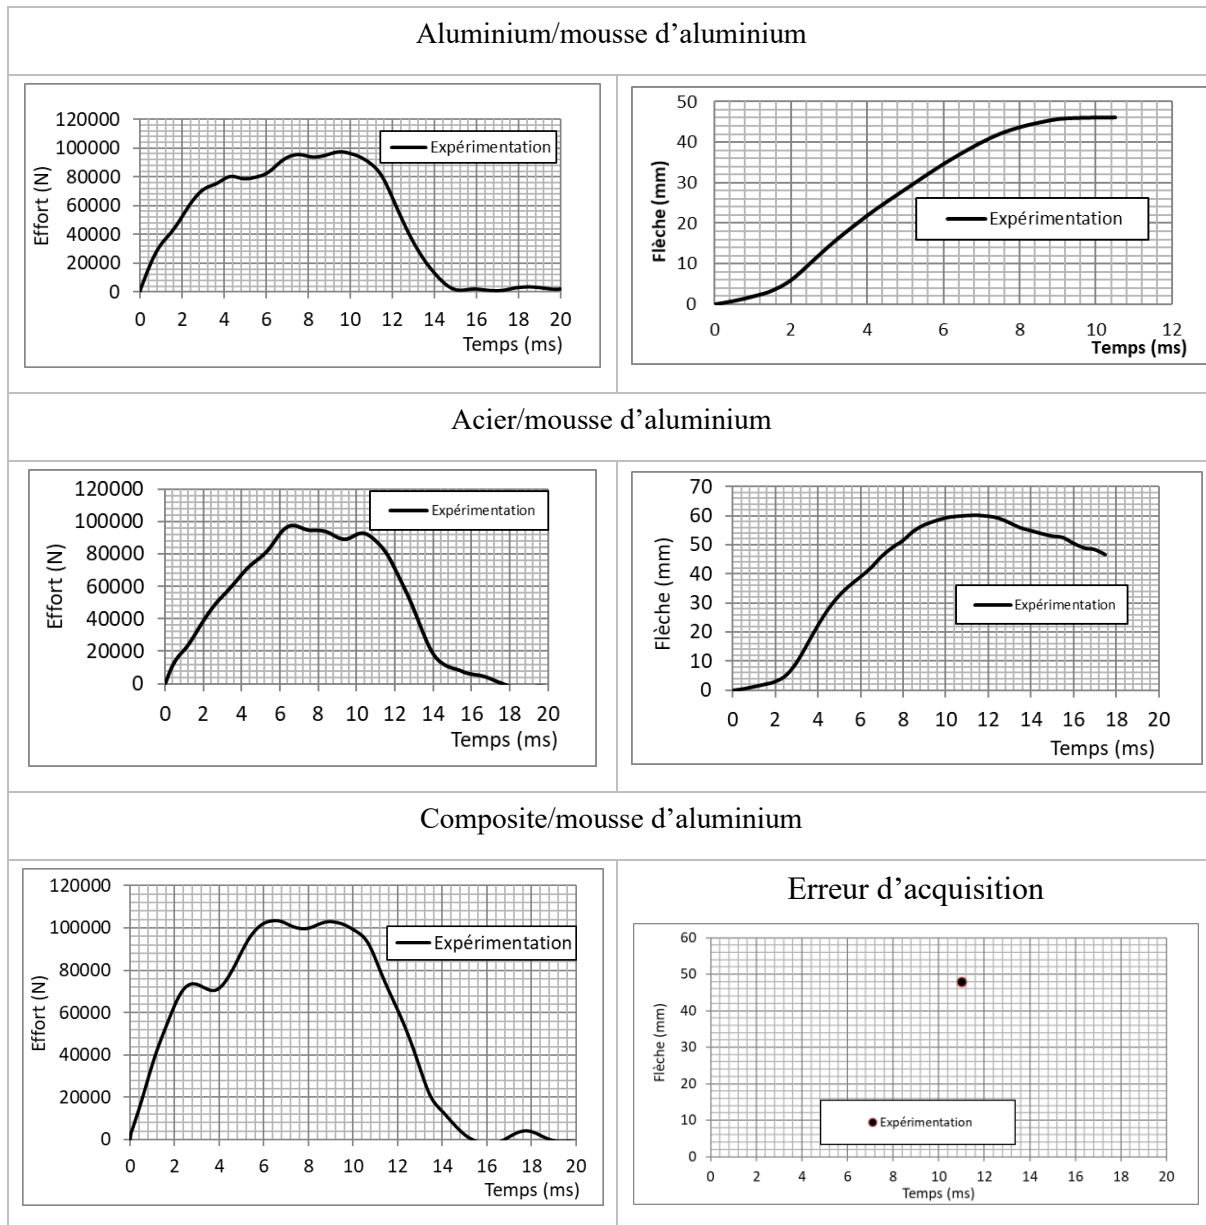 Aluminium/mousse d’aluminium
120000
100000
80000
60000
40000
20000
0
Effort (N)
Expérimentation
0 2 4 6 8 10 12 14 16 18 20
Temps (ms)
50
40
30
20
10
0
Flèche (mm)
Expérimentation
0 2 4 6 8 10 12
Temps (ms)
Acier/mousse d’aluminium
120000
100000
80000
60000
40000
20000
0
Effort (N)
Expérimentation
0 2 4 6 8 10 12 14 16 18 20
Temps (ms)
70
60
50
40
30
20
10
0
Flèche (mm)
Expérimentation
0 2 4 6 8 10 12 14 16 18 20
Temps (ms)
Composite/mousse d’aluminium
120000
100000
80000
60000
40000
20000
0
Effort (N)
Expérimentation
0 2 4 6 8 10 12 14 16 18 20
Temps (ms)
Erreur d’acquisition
60
50
40
30
20
10
0
Flèche (mm)
Expérimentation
0 2 4 6 8 10 12 14 16 18 20
Temps (ms)